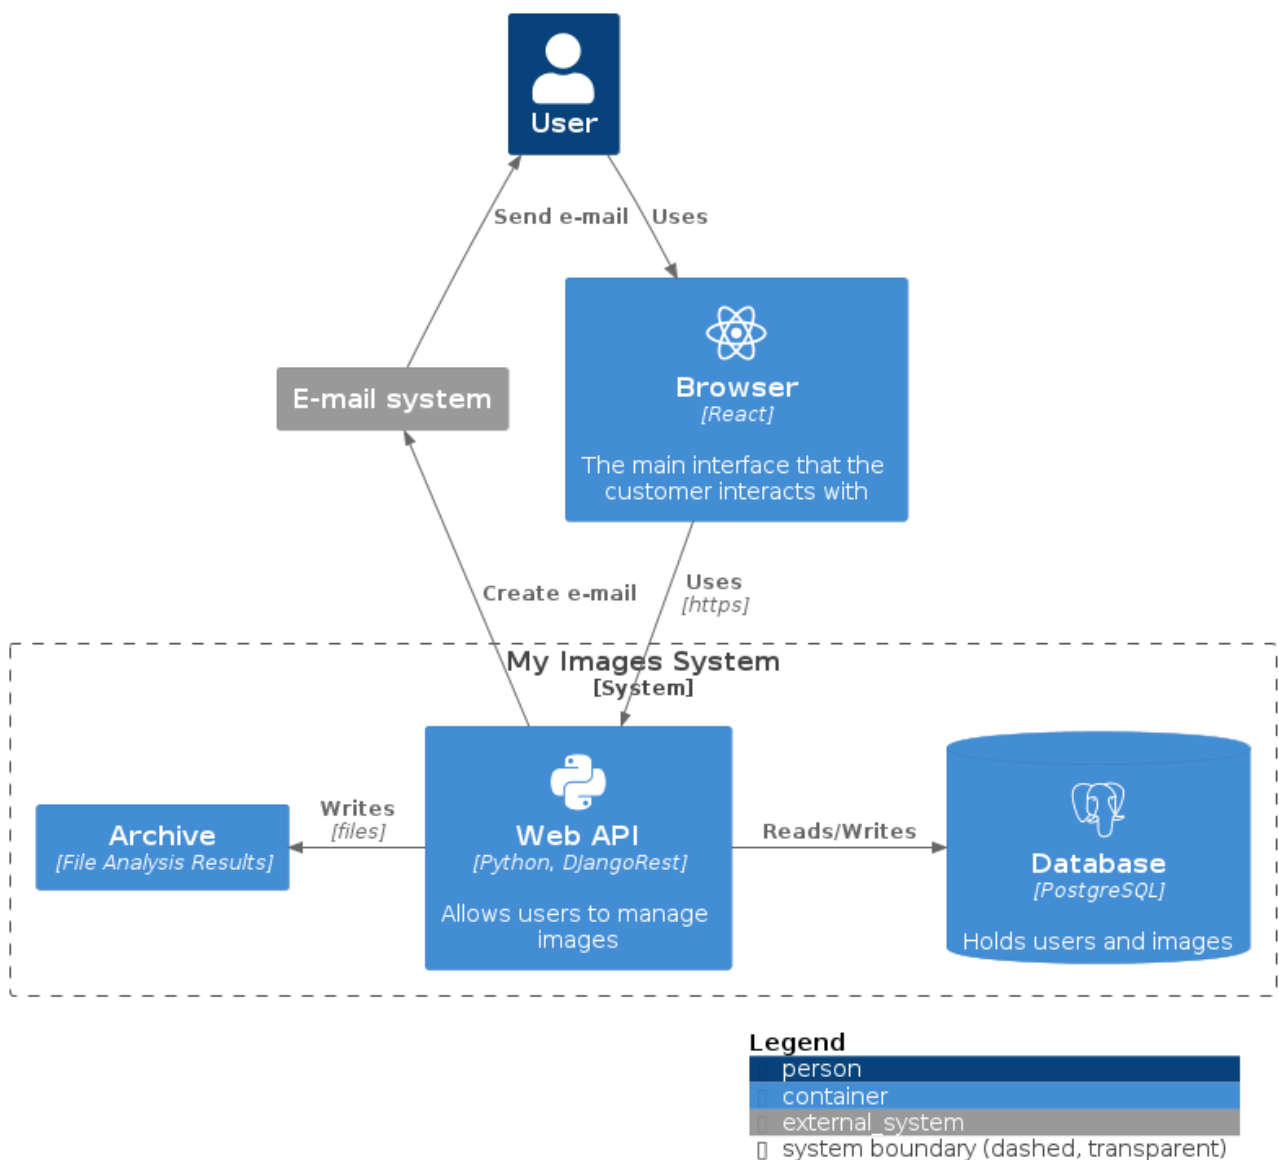 User
Send e-mail
Uses
Browser
[React]
The main interface that the
customer interacts with
E-mail system
Create e-mail
Uses
[https]
My Images System
[System]
Archive
[File Analysis Results]
Writes
[files]
Web API
[Python, DJangoRest]
Allows users to manage
images
Reads/Writes
Database
[PostgreSQL]
Holds users and images
Legend
person
container
external_system
system boundary (dashed, transparent)